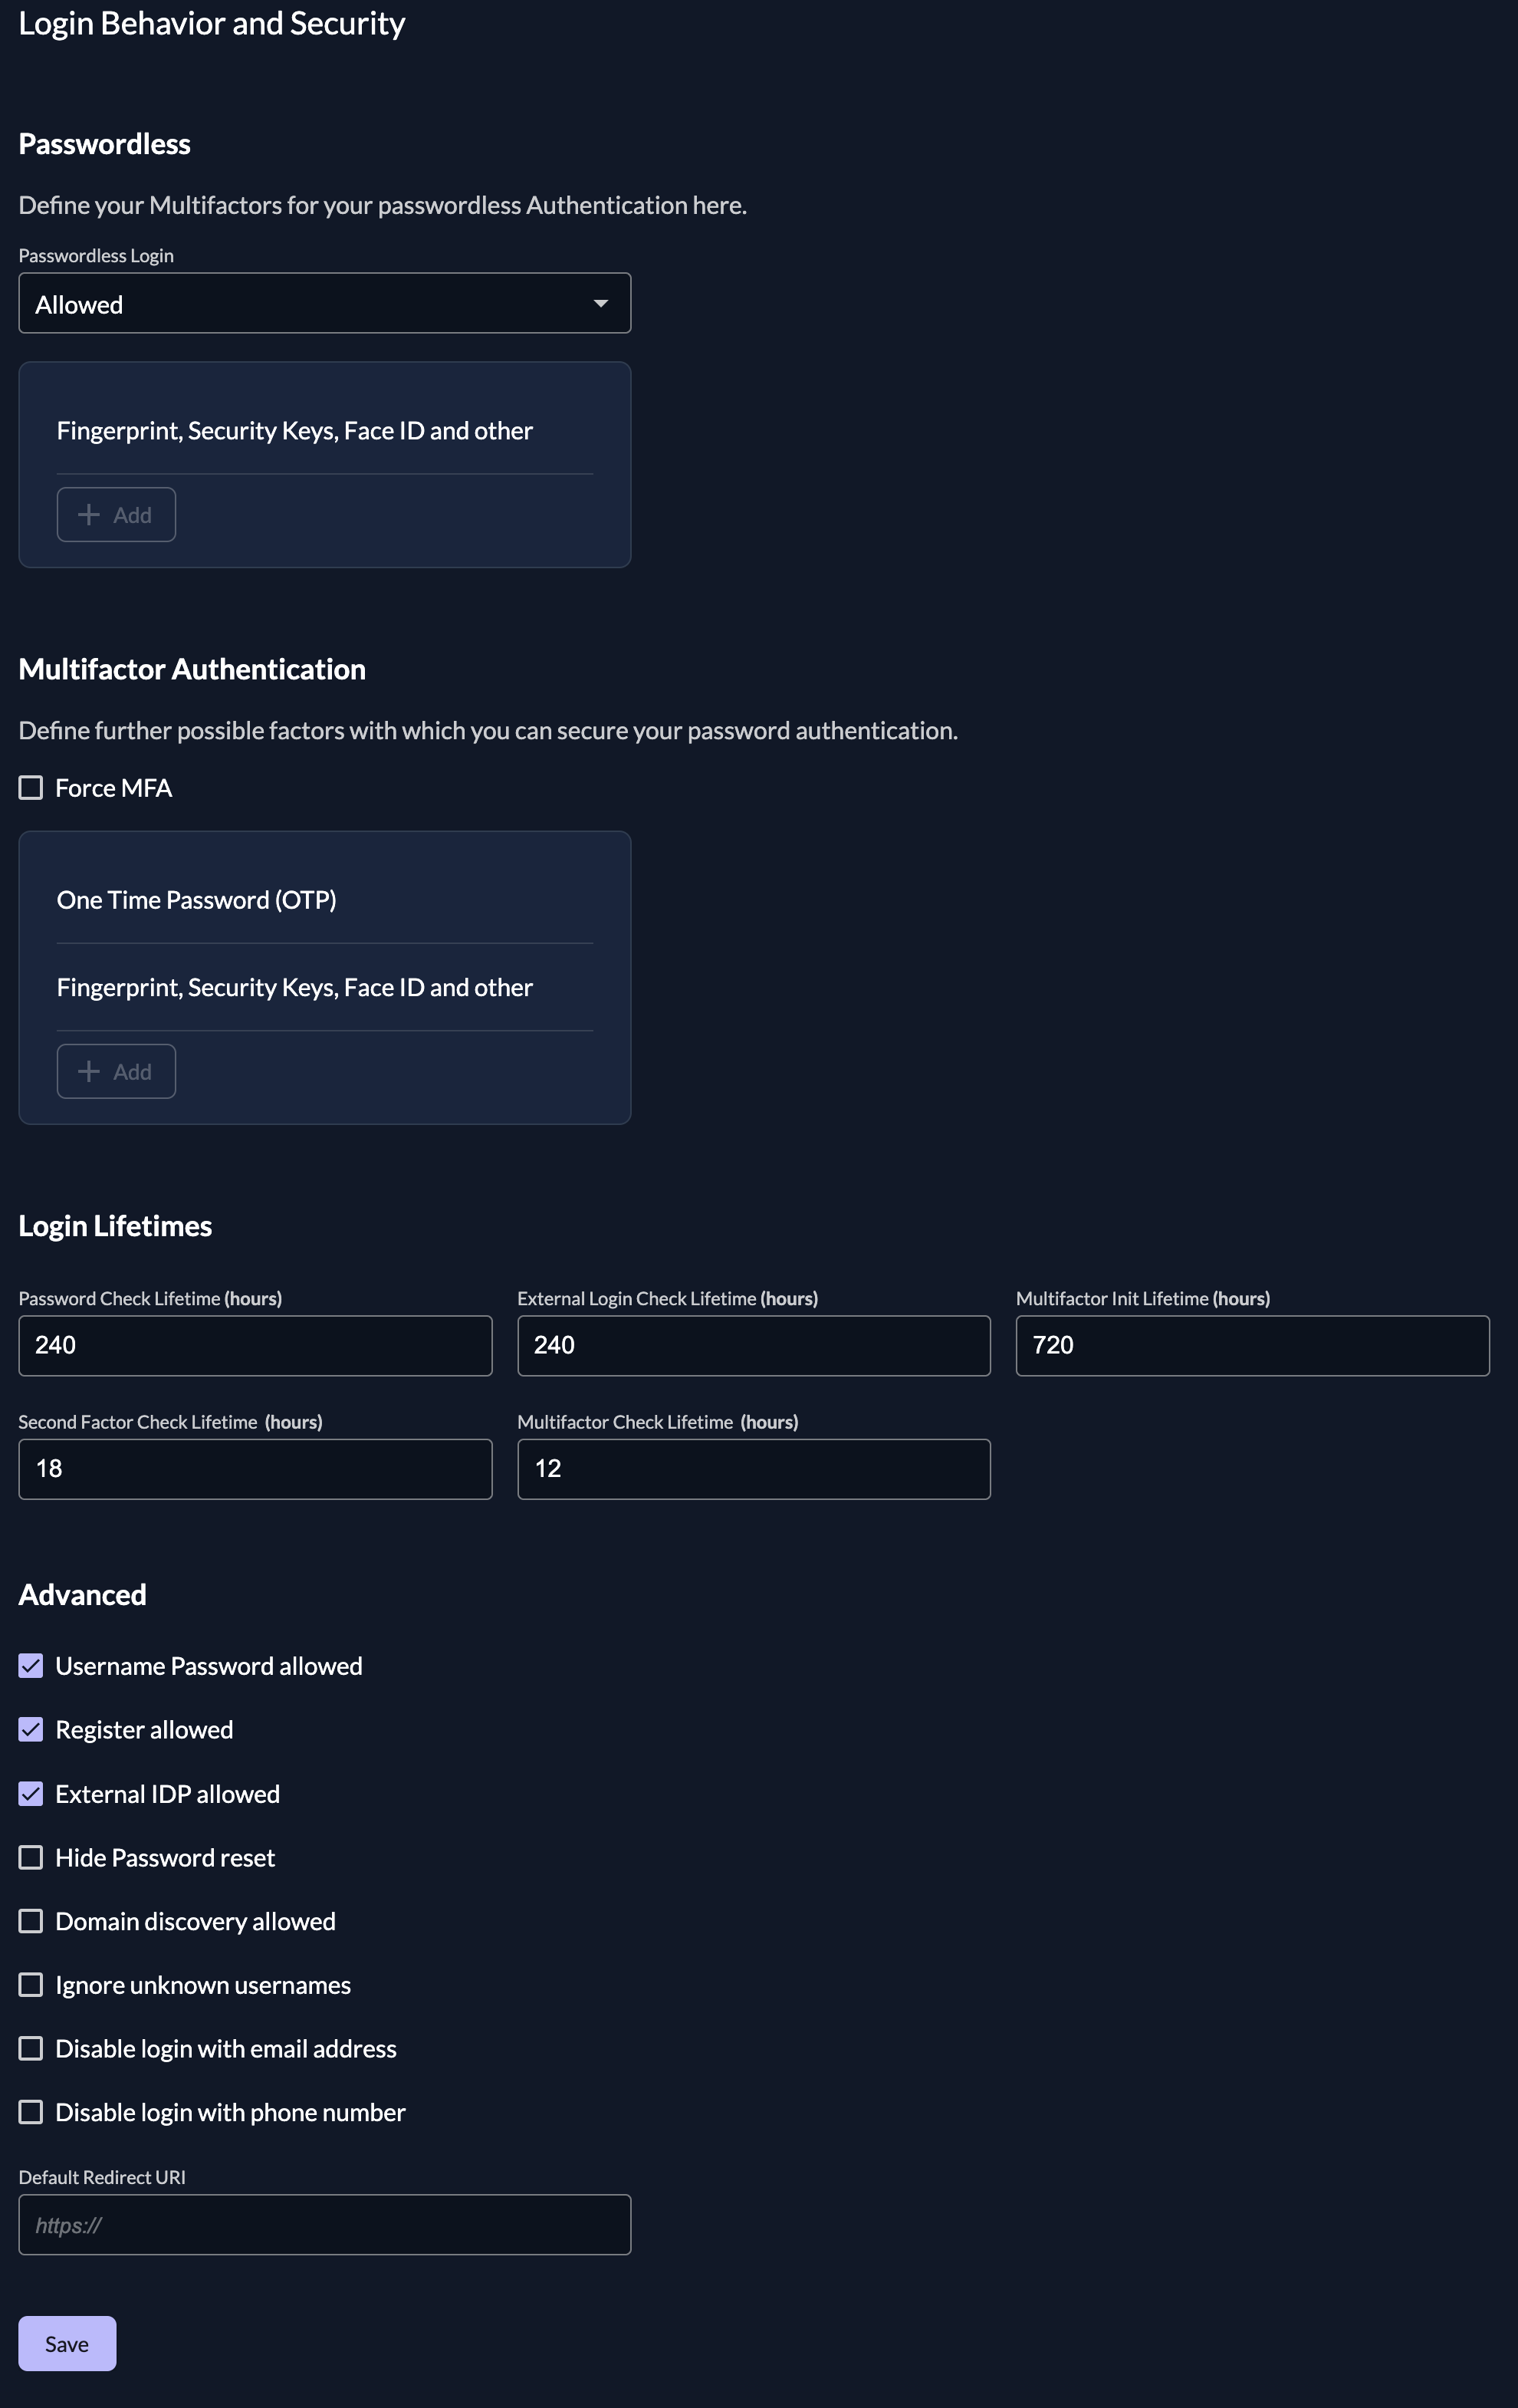 Login Behavior and Security
Passwordless
Define your Multifactors for your passwordless Authentication here.
Passwordless Login
Allowed
Fingerprint, Security Keys, Face ID and other
Add
Multifactor Authentication
Define further possible factors with which you can secure your password authentication.
Force MFA
One Time Password (OTP)
Fingerprint, Security Keys, Face ID and other
Add
Login Lifetimes
Password Check Lifetime (hours) External Login Check Lifetime (hours) Multifactor Init Lifetime (hours)
240 240 720
Second Factor Check Lifetime (hours) Multifactor Check Lifetime (hours)
18 12
Advanced
Username Password allowed
Register allowed
External IDP allowed
Hide Password reset
Domain discovery allowed
Ignore unknown usernames
Disable login with email address
Disable login with phone number
Default Redirect URI
https://
Save